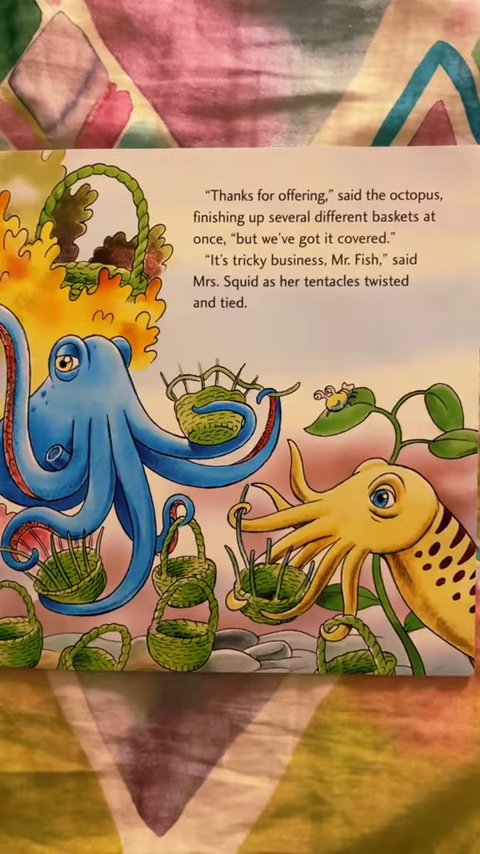 “Thanks for offering,” said the octopus,
finishing up several different baskets at
once, “but we’ve got it covered.”
“It’s tricky business, Mr. Fish,” said
Mrs. Squid as her tentacles twisted
and tied.